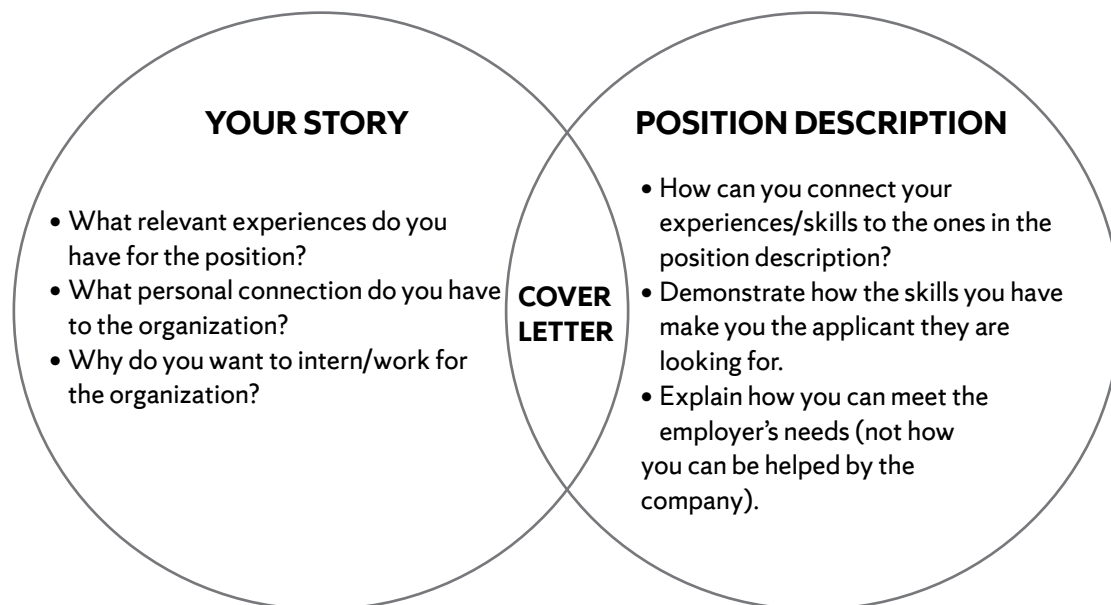 YOUR STORY
• What relevant experiences do you
have for the position?
• What personal connection do you have
to the organization?
• Why do you want to intern/work for
the organization?
COVER
LETTER
POSITION DESCRIPTION
• How can you connect your
experiences/skills to the ones in the
position description?
• Demonstrate how the skills you have
make you the applicant they are
looking for.
• Explain how you can meet the
employer’s needs (not how
you can be helped by the
company).